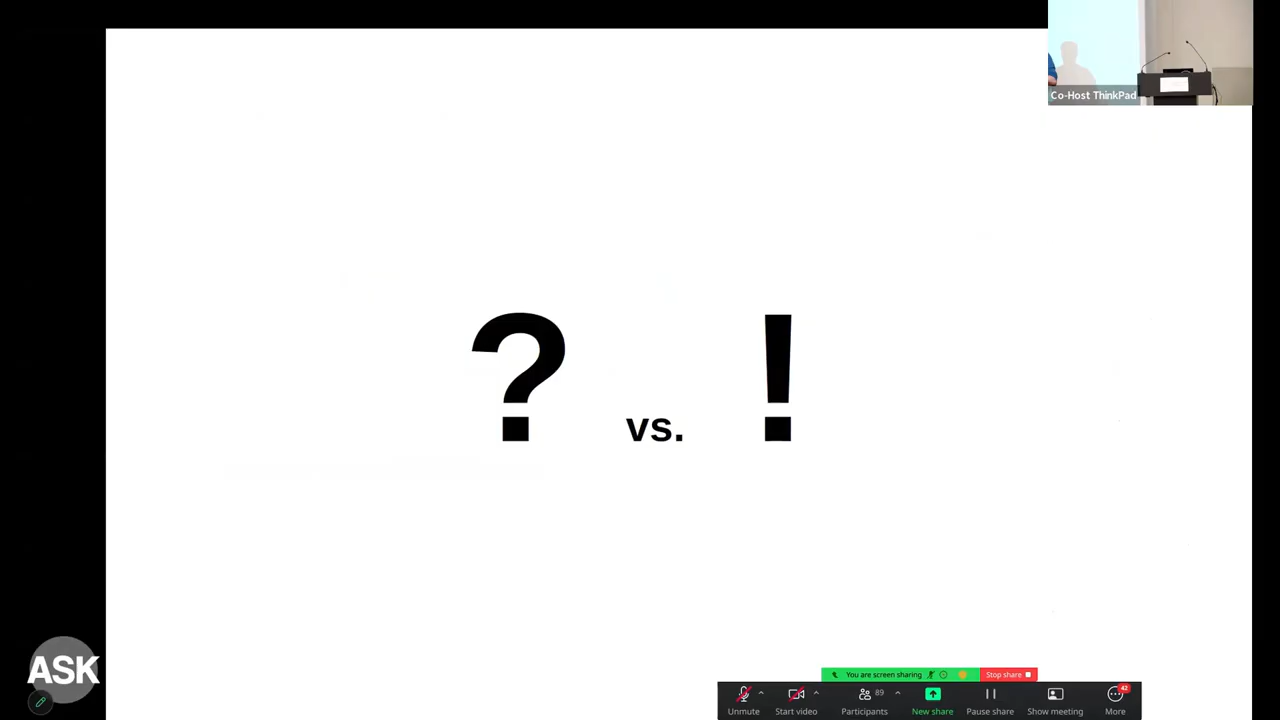 Co-Host ThinkPad
? vs. !
ASK
You are screen sharing
Stop share
Unmute
Start video
89
Participants
New share
Pause share
Show meeting
42
More